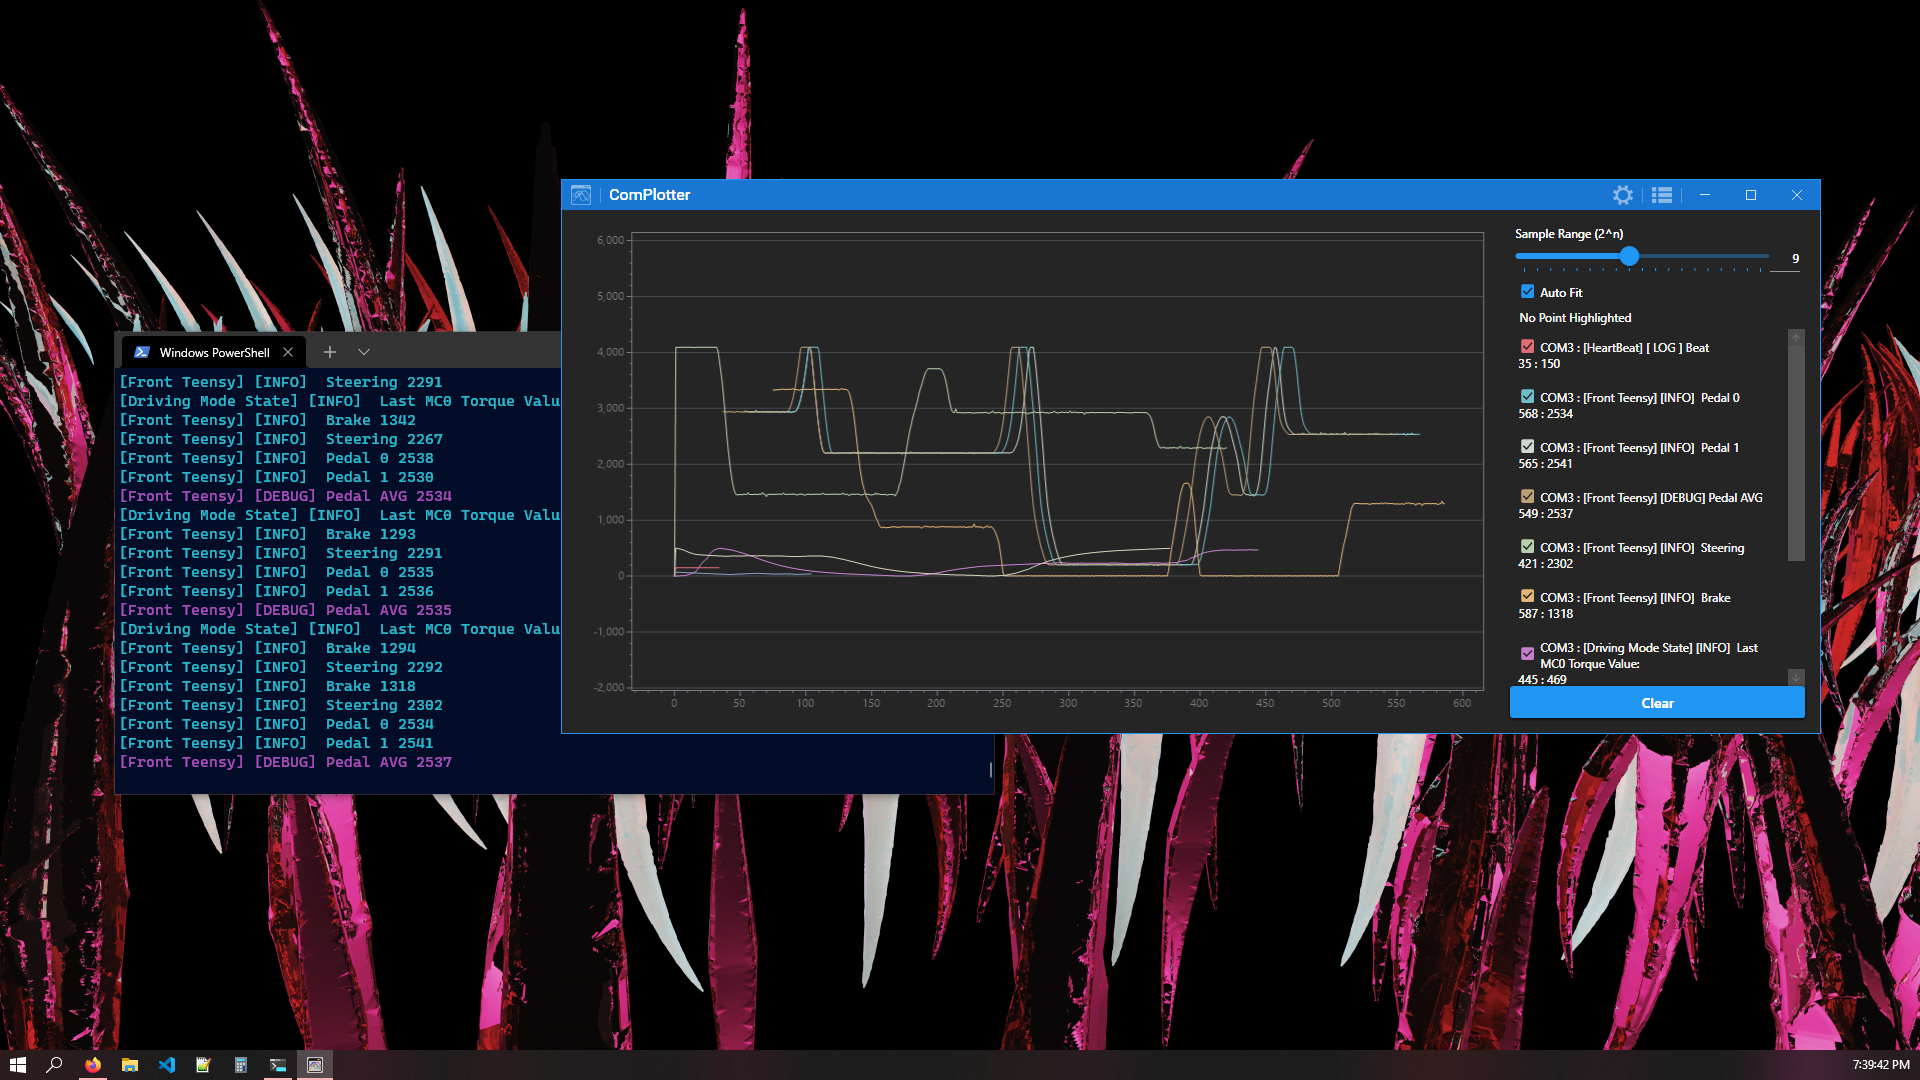 ComPlotter
6,000
5,000
4,000
3,000
2,000
1,000
0
-1,000
-2,000
0 50 100 150 200 250 300 350 400 450 500 550 600
Sample Range (2^n)
9
Auto Fit
No Point Highlighted
COM3 : [HeartBeat] [ LOG ] Beat
35 : 150
COM3 : [Front Teensy] [INFO]  Pedal 0
568 : 2534
COM3 : [Front Teensy] [INFO]  Pedal 1
565 : 2541
COM3 : [Front Teensy] [DEBUG] Pedal AVG
549 : 2537
COM3 : [Front Teensy] [INFO]  Steering
421 : 2302
COM3 : [Front Teensy] [INFO]  Brake
587 : 1318
COM3 : [Driving Mode State] [INFO]  Last
MC0 Torque Value:
445 : 469
Clear
Windows PowerShell
[Front Teensy] [INFO]  Steering 2291
[Driving Mode State] [INFO]  Last MC0 Torque Valu
[Front Teensy] [INFO]  Brake 1342
[Front Teensy] [INFO]  Steering 2267
[Front Teensy] [INFO]  Pedal 0 2538
[Front Teensy] [INFO]  Pedal 1 2530
[Front Teensy] [DEBUG] Pedal AVG 2534
[Driving Mode State] [INFO]  Last MC0 Torque Valu
[Front Teensy] [INFO]  Brake 1293
[Front Teensy] [INFO]  Steering 2291
[Front Teensy] [INFO]  Pedal 0 2535
[Front Teensy] [INFO]  Pedal 1 2536
[Front Teensy] [DEBUG] Pedal AVG 2535
[Driving Mode State] [INFO]  Last MC0 Torque Valu
[Front Teensy] [INFO]  Brake 1294
[Front Teensy] [INFO]  Steering 2292
[Front Teensy] [INFO]  Brake 1318
[Front Teensy] [INFO]  Steering 2302
[Front Teensy] [INFO]  Pedal 0 2534
[Front Teensy] [INFO]  Pedal 1 2541
[Front Teensy] [DEBUG] Pedal AVG 2537
7:39:42 PM